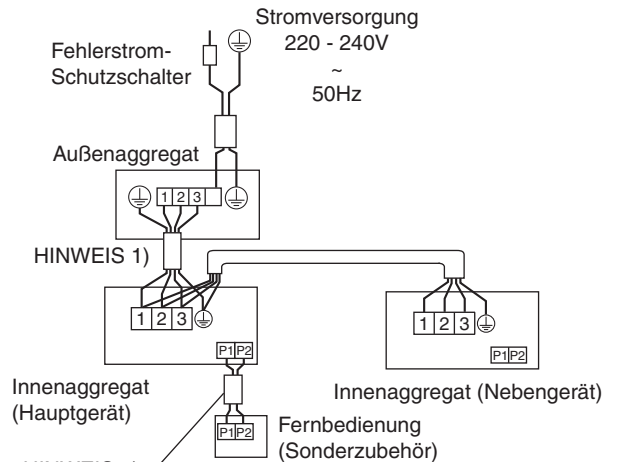 Stromversorgung
220 - 240V
~
50Hz
Fehlerstrom-
Schutzschalter
Außenaggregat
1 2 3
HINWEIS 1)
1 2 3
1 2 3
P1 P2
P1 P2
Innenaggregat
(Hauptgerät)
Innenaggregat (Nebengerät)
P1 P2
Fernbedienung
(Sonderzubehör)